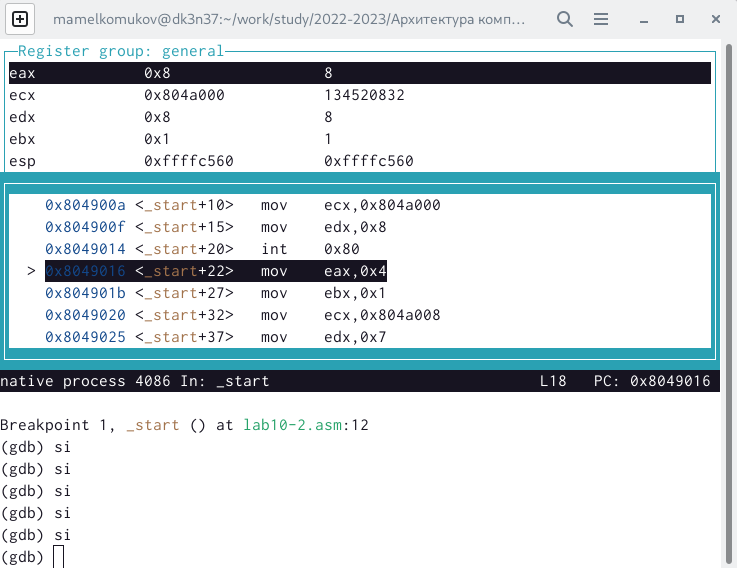 mamelkomukov@dk3n37:~/work/study/2022-2023/Архитектура комп...
Register group: general
eax 0x8 8
ecx 0x804a000 134520832
edx 0x8 8
ebx 0x1 1
esp 0xffffc560 0xffffc560
0x804900a <_start+10> mov ecx,0x804a000
0x804900f <_start+15> mov edx,0x8
0x8049014 <_start+20> int 0x80
> 0x8049016 <_start+22> mov eax,0x4
0x804901b <_start+27> mov ebx,0x1
0x8049020 <_start+32> mov ecx,0x804a008
0x8049025 <_start+37> mov edx,0x7
native process 4086 In: _start L18 PC: 0x8049016
Breakpoint 1, _start () at lab10-2.asm:12
(gdb) si
(gdb) si
(gdb) si
(gdb) si
(gdb) si
(gdb)